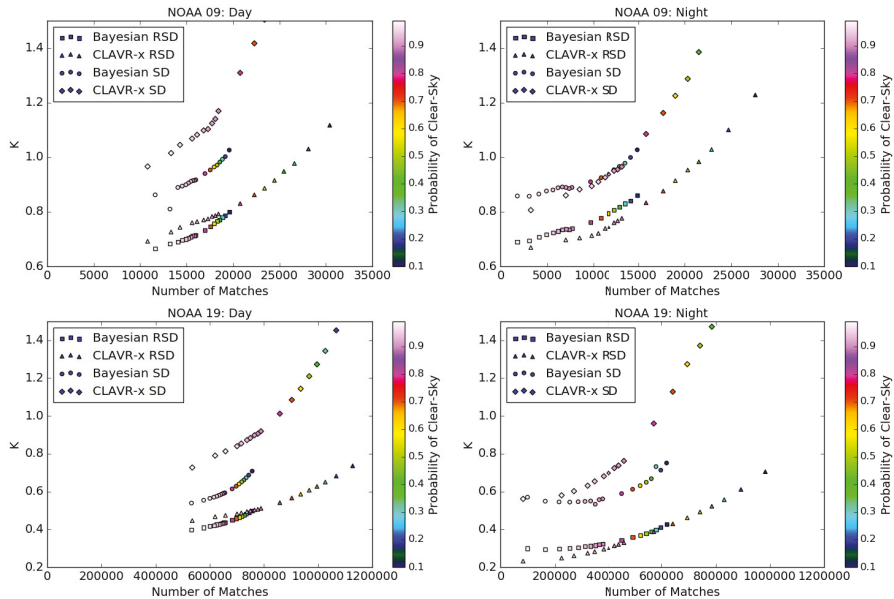 NOAA 09: Day
1.4
1.2
1.0
0.8
0.6
K
Bayesian RSD
CLAVR-x RSD
Bayesian SD
CLAVR-x SD
0 5000 10000 15000 20000 25000 30000 35000
Number of Matches
0.9
0.8
0.7
0.6
0.5
0.4
0.3
0.2
0.1
Probability of Clear-Sky
NOAA 09: Night
1.4
1.2
1.0
0.8
0.6
K
Bayesian RSD
CLAVR-x RSD
Bayesian SD
CLAVR-x SD
0 5000 10000 15000 20000 25000 30000 35000
Number of Matches
0.9
0.8
0.7
0.6
0.5
0.4
0.3
0.2
0.1
Probability of Clear-Sky
NOAA 19: Day
1.4
1.2
1.0
0.8
0.6
0.4
0.2
K
Bayesian RSD
CLAVR-x RSD
Bayesian SD
CLAVR-x SD
0 200000 400000 600000 800000 1000000 1200000
Number of Matches
0.9
0.8
0.7
0.6
0.5
0.4
0.3
0.2
0.1
Probability of Clear-Sky
NOAA 19: Night
1.4
1.2
1.0
0.8
0.6
0.4
0.2
K
Bayesian RSD
CLAVR-x RSD
Bayesian SD
CLAVR-x SD
0 200000 400000 600000 800000 1000000 1200000
Number of Matches
0.9
0.8
0.7
0.6
0.5
0.4
0.3
0.2
0.1
Probability of Clear-Sky